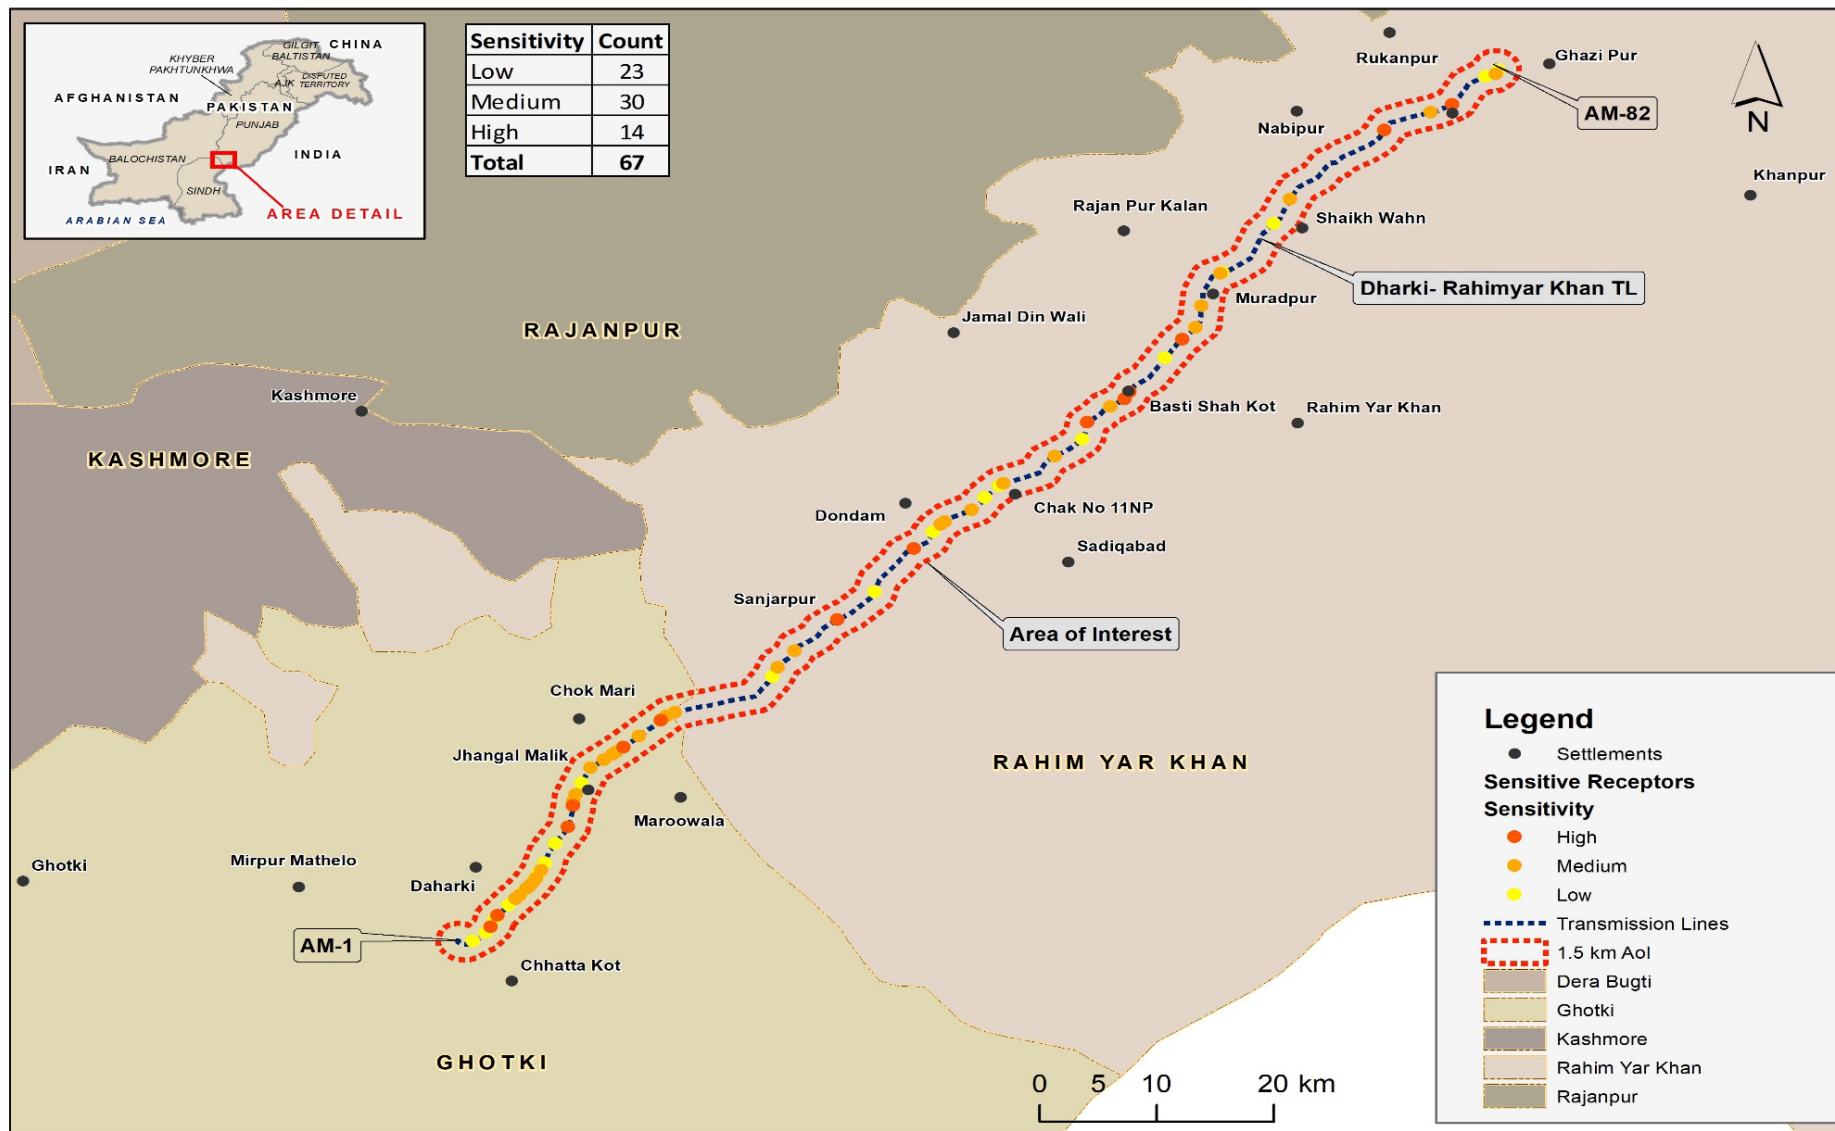 GILGIT
BALTISTAN
CHINA
KHYBER
PAKHTUNKHWA
AJK
DISPUTED
TERRITORY
AFGHANISTAN
PAKISTAN
PUNJAB
INDIA
BALOCHISTAN
IRAN
SINDH
ARABIAN SEA
AREA DETAIL
Sensitivity Count
Low 23
Medium 30
High 14
Total 67
Rukanpur
Ghazi Pur
AM-82
N
Nabipur
Khanpur
Rajan Pur Kalan
Shaikh Wahn
Dharki- Rahimyar Khan TL
Muradpur
Jamal Din Wali
RAJANPUR
Kashmore
Basti Shah Kot
Rahim Yar Khan
KASHMORE
Dondam
Chak No 11NP
Sadiqabad
Sanjarpur
Area of Interest
Chok Mari
Jhangal Malik
RAHIM YAR KHAN
Maroowala
Ghotki
Mirpur Mathelo
Daharki
AM-1
Chhatta Kot
GHOTKI
0 5 10 20 km
Legend
Settlements
Sensitive Receptors
Sensitivity
High
Medium
Low
Transmission Lines
1.5 km AoI
Dera Bugti
Ghotki
Kashmore
Rahim Yar Khan
Rajanpur